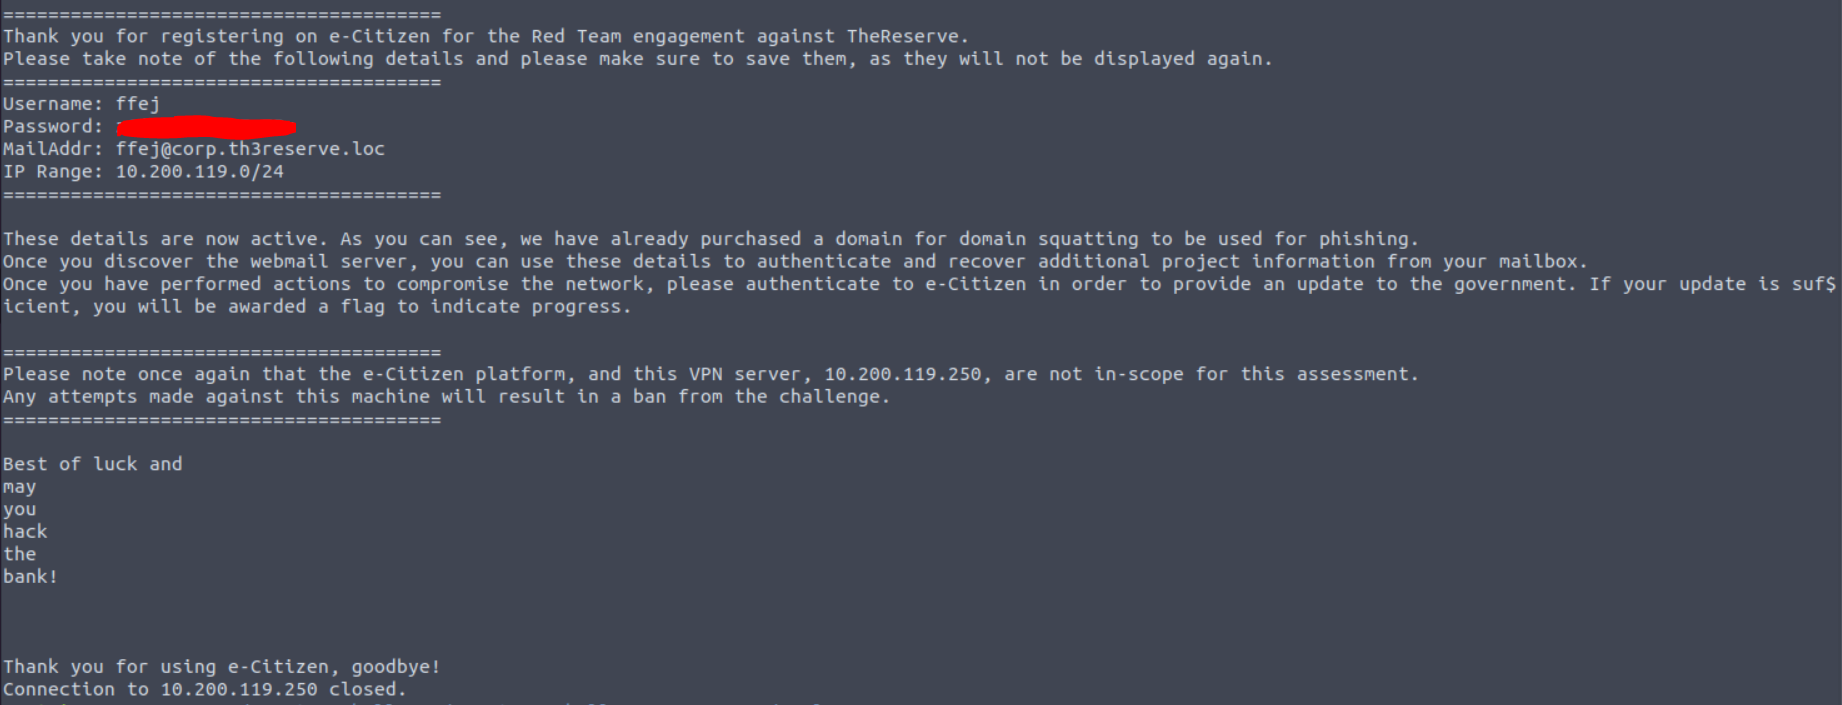 =======================================
Thank you for registering on e-Citizen for the Red Team engagement against TheReserve.
Please take note of the following details and please make sure to save them, as they will not be displayed again.
=======================================
Username: ffej
Password:
MailAddr: ffej@corp.th3reserve.loc
IP Range: 10.200.119.0/24
=======================================
These details are now active. As you can see, we have already purchased a domain for domain squatting to be used for phishing.
Once you discover the webmail server, you can use these details to authenticate and recover additional project information from your mailbox.
Once you have performed actions to compromise the network, please authenticate to e-Citizen in order to provide an update to the government. If your update is suf$
icient, you will be awarded a flag to indicate progress.
=======================================
Please note once again that the e-Citizen platform, and this VPN server, 10.200.119.250, are not in-scope for this assessment.
Any attempts made against this machine will result in a ban from the challenge.
=======================================
Best of luck and
may
you
hack
the
bank!
Thank you for using e-Citizen, goodbye!
Connection to 10.200.119.250 closed.